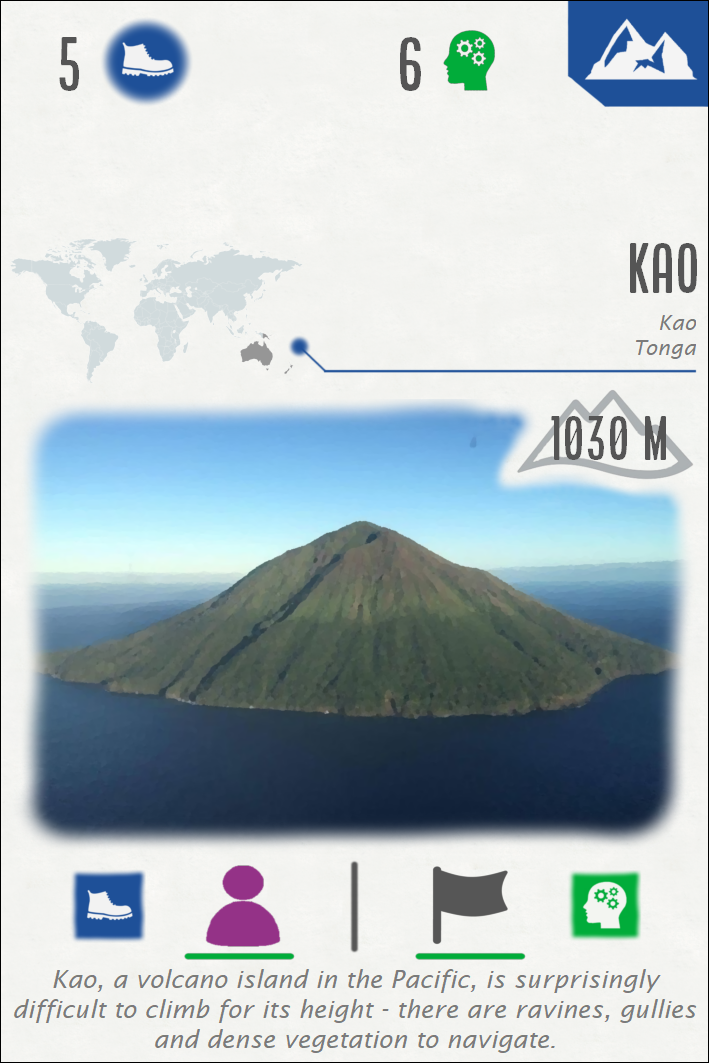 5
6
KAO
Kao
Tonga
1030 M
Kao, a volcano island in the Pacific, is surprisingly
difficult to climb for its height - there are ravines, gullies
and dense vegetation to navigate.